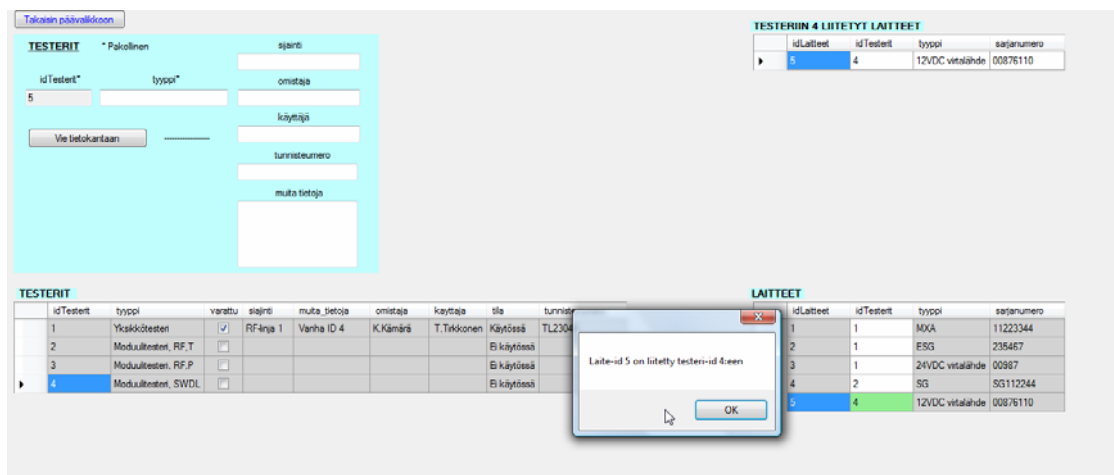 Takaisin päävalikkoon
TESTERIT * Pakollinen sijainti
idTesterit* tyyppi* omistaja
5
käyttäjä
Vie tietokantaan ----------------
tunnisteumero
muita tietoja
TESTERIIN 4 LIITETYT LAITTEET
idLaitteet idTesterit tyyppi sarjanumero
5 4 12VDC virtalähde 00876110
TESTERIT
idTesterit tyyppi varattu siajinti muita_tietoja omistaja kayttaja tila
1 Yksikkötesteri RF-linja 1 Vanha ID 4 K.Kämärä T.Tirkkonen Käytössä TL2304
2 Moduulitesteri, RF,T Ei käytössä
3 Moduulitesteri, RF,P Ei käytössä
4 Moduulitesteri, SWDL Ei käytössä
Laite-id 5 on liitetty testeri-id 4:een
OK
LAITTEET
idLaitteet idTesterit tyyppi sarjanumero
1 1 MXA 11223344
2 1 ESG 235467
3 1 24VDC virtalähde 00987
4 2 SG SG112244
5 4 12VDC virtalähde 00876110